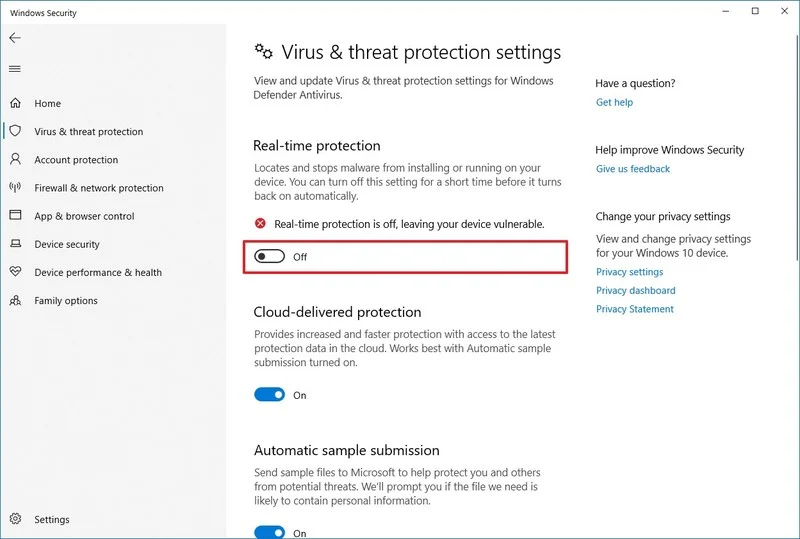 Windows Security
Home
Virus & threat protection
Account protection
Firewall & network protection
App & browser control
Device security
Device performance & health
Family options
Settings
Virus & threat protection settings
View and update Virus & threat protection settings for Windows
Defender Antivirus.
Real-time protection
Locates and stops malware from installing or running on your
device. You can turn off this setting for a short time before it turns
back on automatically.
Real-time protection is off, leaving your device vulnerable.
Off
Cloud-delivered protection
Provides increased and faster protection with access to the latest
protection data in the cloud. Works best with Automatic sample
submission turned on.
On
Automatic sample submission
Send sample files to Microsoft to help protect you and others
from potential threats. We'll prompt you if the file we need is
likely to contain personal information.
On
Have a question?
Get help
Help improve Windows Security
Give us feedback
Change your privacy settings
View and change privacy settings
for your Windows 10 device.
Privacy settings
Privacy dashboard
Privacy Statement